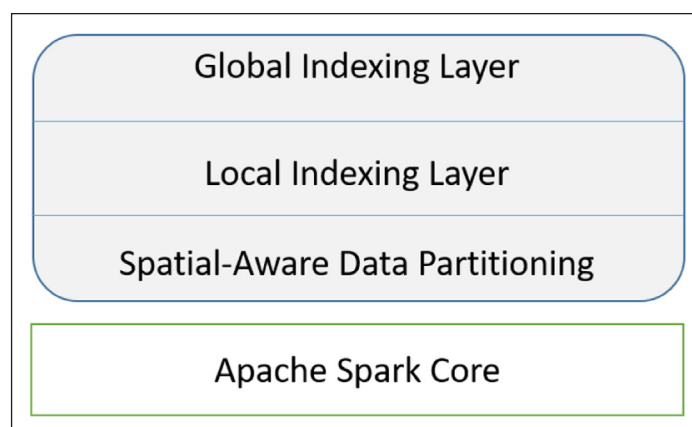 Global Indexing Layer
Local Indexing Layer
Spatial-Aware Data Partitioning
Apache Spark Core